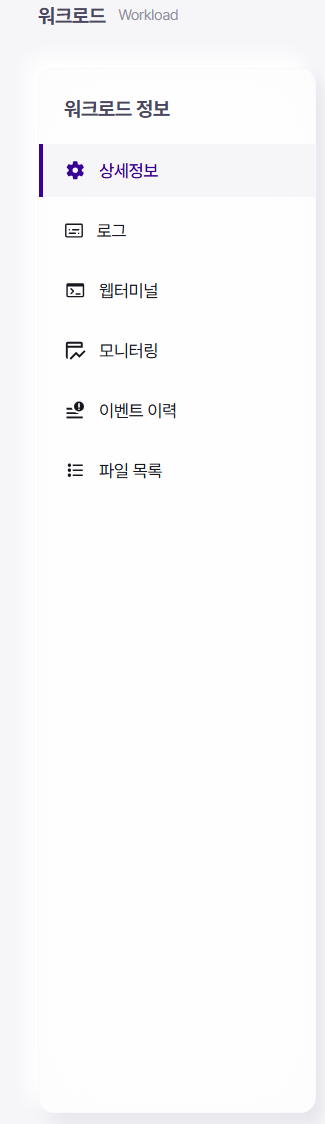 워크로드 Workload
워크로드 정보
상세정보
로그
웹터미널
모니터링
이벤트 이력
파일 목록